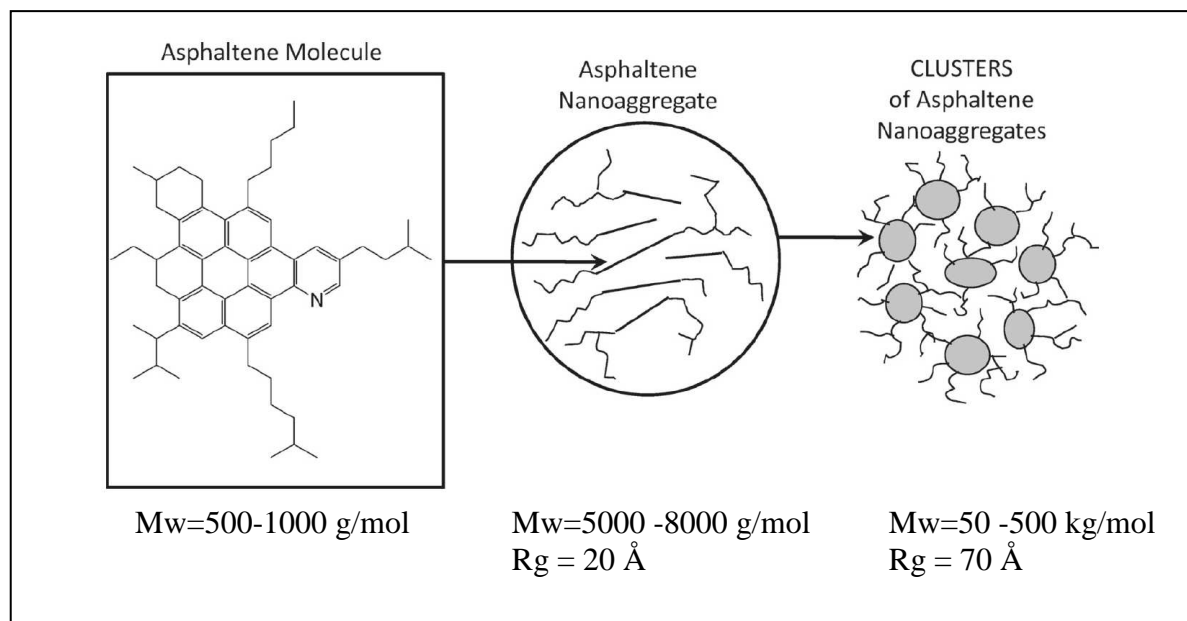 Asphaltene Molecule
N
Asphaltene
Nanoaggregate
CLUSTERS
of Asphaltene
Nanoaggregates
Mw=500-1000 g/mol
Mw=5000 -8000 g/mol
Rg = 20 Å
Mw=50 -500 kg/mol
Rg = 70 Å